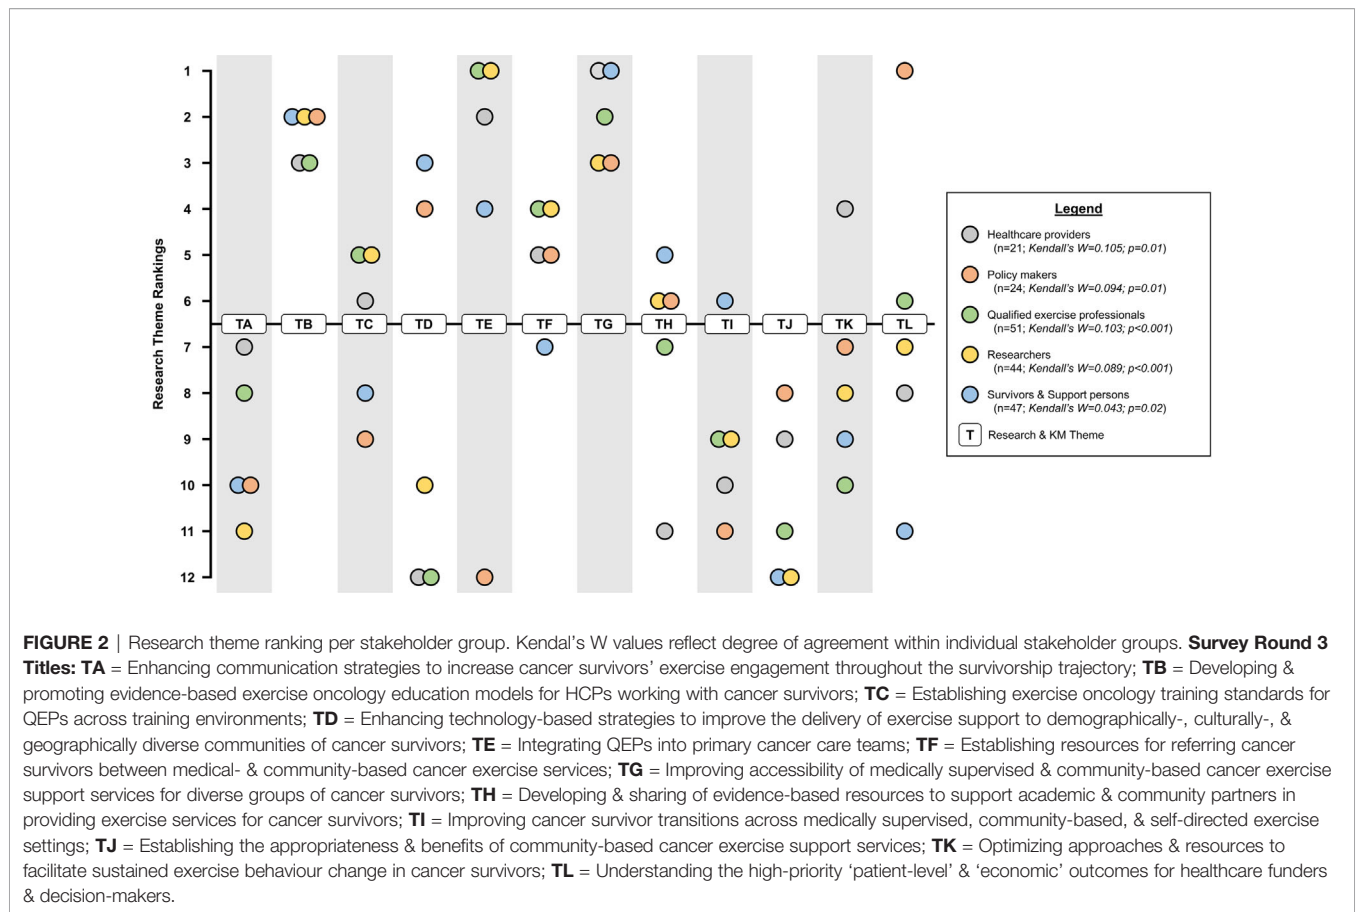 Research Theme Rankings
1
2
3
4
5
6
7
8
9
10
11
12
TA
TB
TC
TD
TE
TF
TG
TH
TI
TJ
TK
TL
Legend
Healthcare providers
(n=21; Kendall's W=0.105; p=0.01)
Policy makers
(n=24; Kendall's W=0.094; p=0.01)
Qualified exercise professionals
(n=51; Kendall's W=0.103; p<0.001)
Researchers
(n=44; Kendall's W=0.089; p<0.001)
Survivors & Support persons
(n=47; Kendall's W=0.043; p=0.02)
T Research & KM Theme
FIGURE 2 | Research theme ranking per stakeholder group. Kendal's W values reflect degree of agreement within individual stakeholder groups. Survey Round 3
Titles: TA = Enhancing communication strategies to increase cancer survivors' exercise engagement throughout the survivorship trajectory; TB = Developing &
promoting evidence-based exercise oncology education models for HCPs working with cancer survivors; TC = Establishing exercise oncology training standards for
QEPs across training environments; TD = Enhancing technology-based strategies to improve the delivery of exercise support to demographically-, culturally-, &
geographically diverse communities of cancer survivors; TE = Integrating QEPs into primary cancer care teams; TF = Establishing resources for referring cancer
survivors between medical- & community-based cancer exercise services; TG = Improving accessibility of medically supervised & community-based cancer exercise
support services for diverse groups of cancer survivors; TH = Developing & sharing of evidence-based resources to support academic & community partners in
providing exercise services for cancer survivors; TI = Improving cancer survivor transitions across medically supervised, community-based, & self-directed exercise
settings; TJ = Establishing the appropriateness & benefits of community-based cancer exercise support services; TK = Optimizing approaches & resources to
facilitate sustained exercise behaviour change in cancer survivors; TL = Understanding the high-priority 'patient-level' & 'economic' outcomes for healthcare funders
& decision-makers.